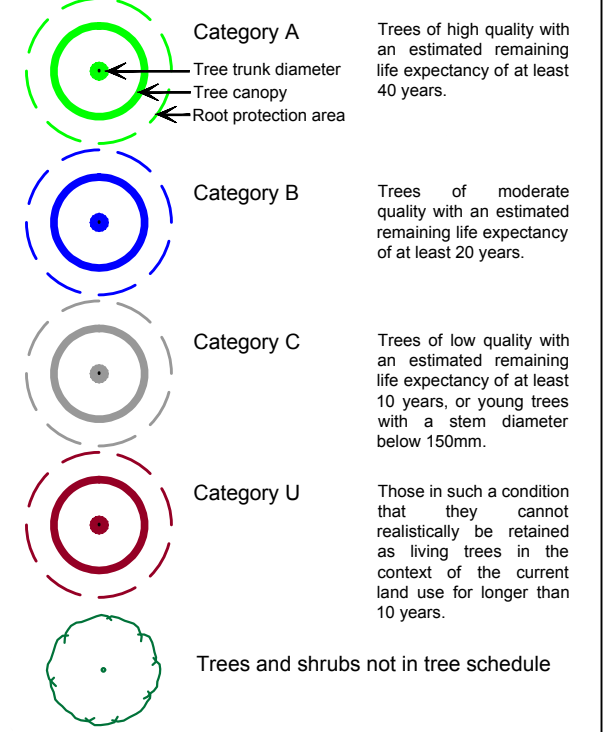 Category A
Tree trunk diameter
Tree canopy
Root protection area
Trees of high quality with
an estimated remaining
life expectancy of at least
40 years.
Category B
Trees of moderate
quality with an estimated
remaining life expectancy
of at least 20 years.
Category C
Trees of low quality with
an estimated remaining
life expectancy of at least
10 years, or young trees
with a stem diameter
below 150mm.
Category U
Those in such a condition
that they cannot
realistically be retained
as living trees in the
context of the current
land use for longer than
10 years.
Trees and shrubs not in tree schedule